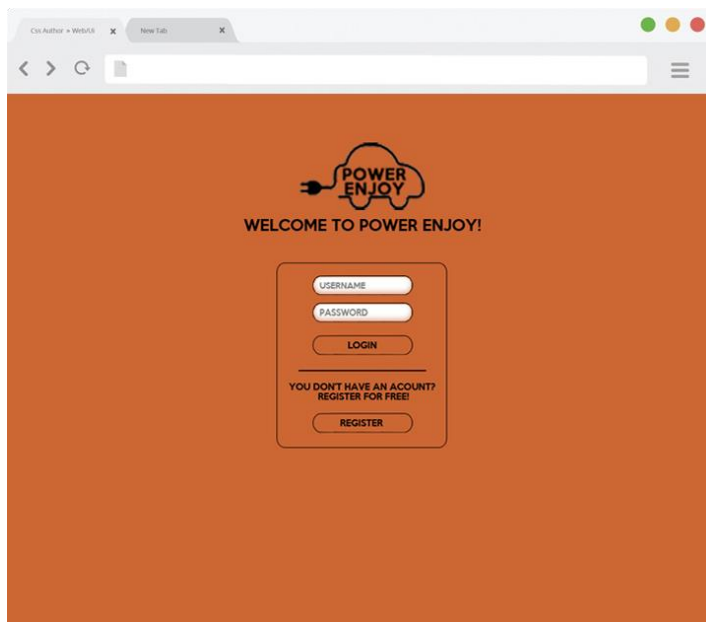 Css Author » Web/Ui
New Tab
POWER
ENJOY
WELCOME TO POWER ENJOY!
USERNAME
PASSWORD
LOGIN
YOU DON'T HAVE AN ACOUNT?
REGISTER FOR FREE!
REGISTER